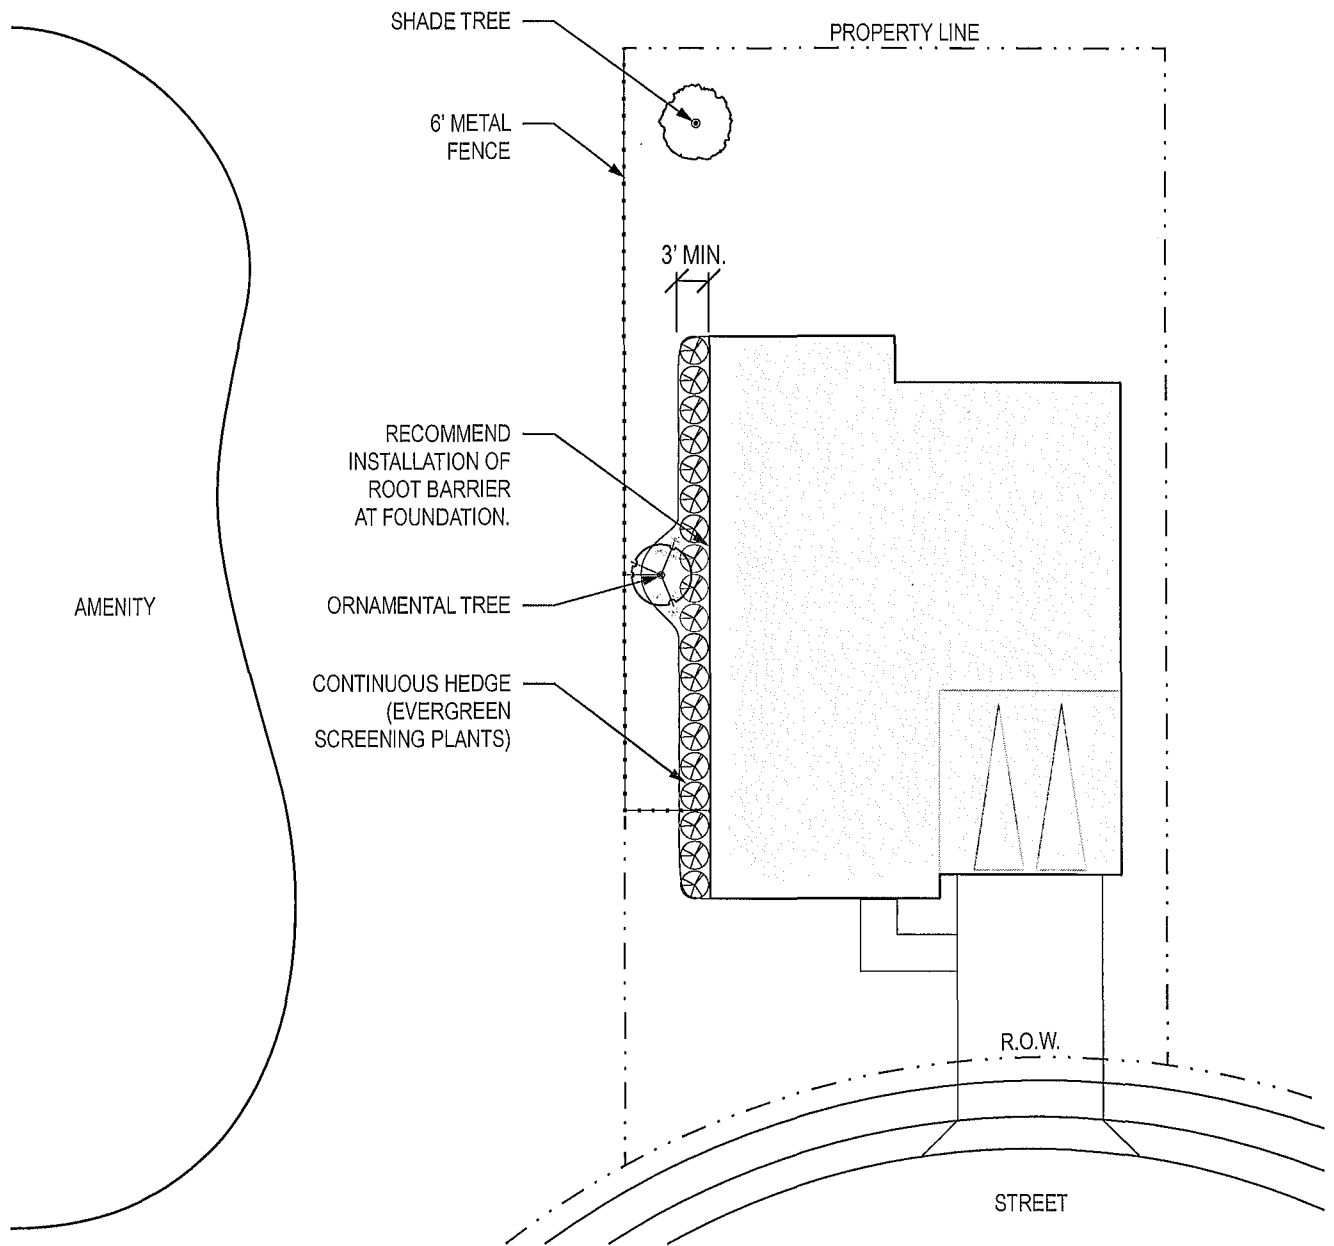 SHADE TREE
PROPERTY LINE
6' METAL
FENCE
3' MIN.
RECOMMEND
INSTALLATION OF
ROOT BARRIER
AT FOUNDATION.
AMENITY
ORNAMENTAL TREE
CONTINUOUS HEDGE
(EVERGREEN
SCREENING PLANTS)
R.O.W.
STREET